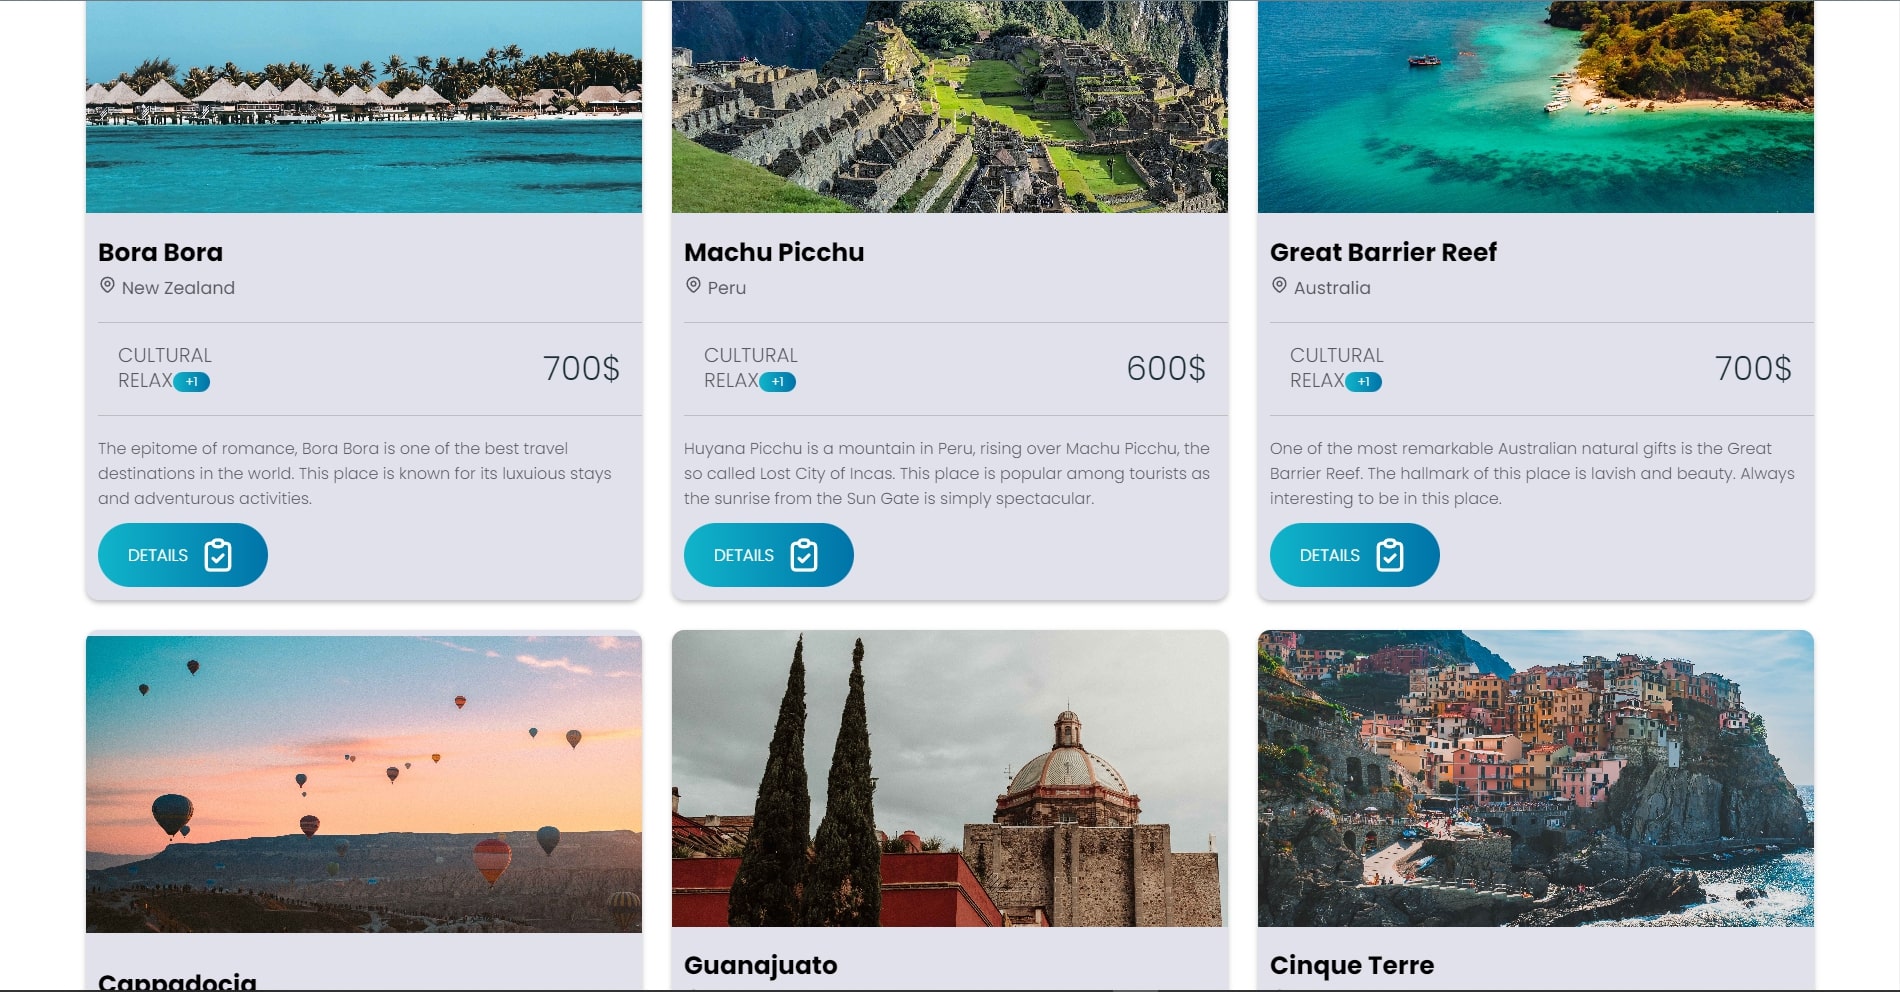 Bora Bora
New Zealand
CULTURAL
RELAX +1
700$
The epitome of romance, Bora Bora is one of the best travel
destinations in the world. This place is known for its luxuious stays
and adventurous activities.
DETAILS
Machu Picchu
Peru
CULTURAL
RELAX +1
600$
Huyana Picchu is a mountain in Peru, rising over Machu Picchu, the
so called Lost City of Incas. This place is popular among tourists as
the sunrise from the Sun Gate is simply spectacular.
DETAILS
Great Barrier Reef
Australia
CULTURAL
RELAX +1
700$
One of the most remarkable Australian natural gifts is the Great
Barrier Reef. The hallmark of this place is lavish and beauty. Always
interesting to be in this place.
DETAILS
Cappadocia
Guanajuato
Cinque Terre